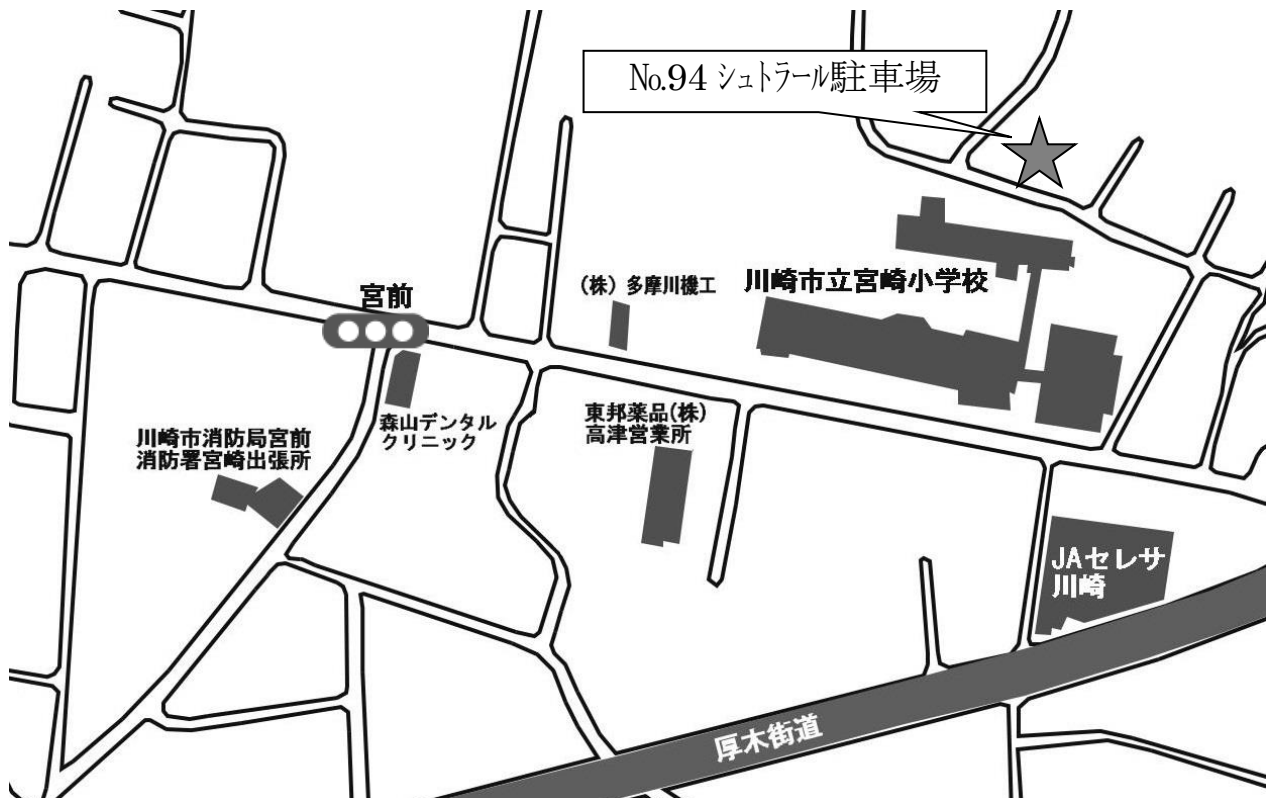 No.94 シュトラール駐車場
宮前
(株) 多摩川機工
川崎市立宮崎小学校
森山デンタル
クリニック
東邦薬品(株)
高津営業所
川崎市消防局宮前
消防署宮崎出張所
JAセレサ
川崎
厚木街道